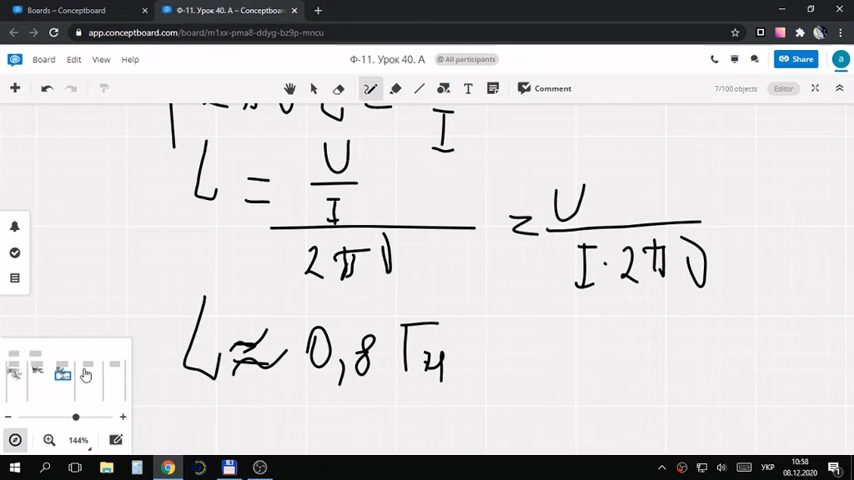 Boards – Conceptboard
Ф-11. Урок 40. А – Conceptboard
app.conceptboard.com/board/m1xx-pma8-ddyg-bz9p-mncu
a
Board Edit View Help
Ф-11. Урок 40. А
All participants
Share
a
Comment
7/100 objects
Editor
I
L = U / I / 2πν = U / I · 2πν
L ≈ 0,8 Гн
144%
УКР
10:58
08.12.2020
1